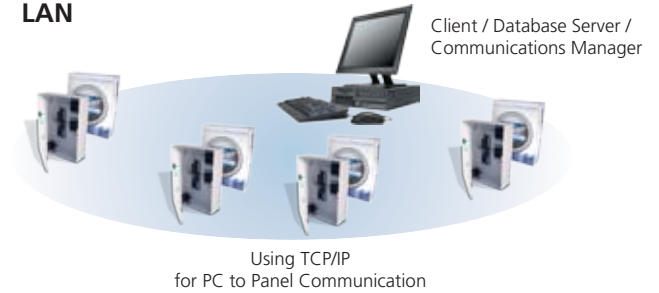 LAN
Client / Database Server /
Communications Manager
Using TCP/IP
for PC to Panel Communication